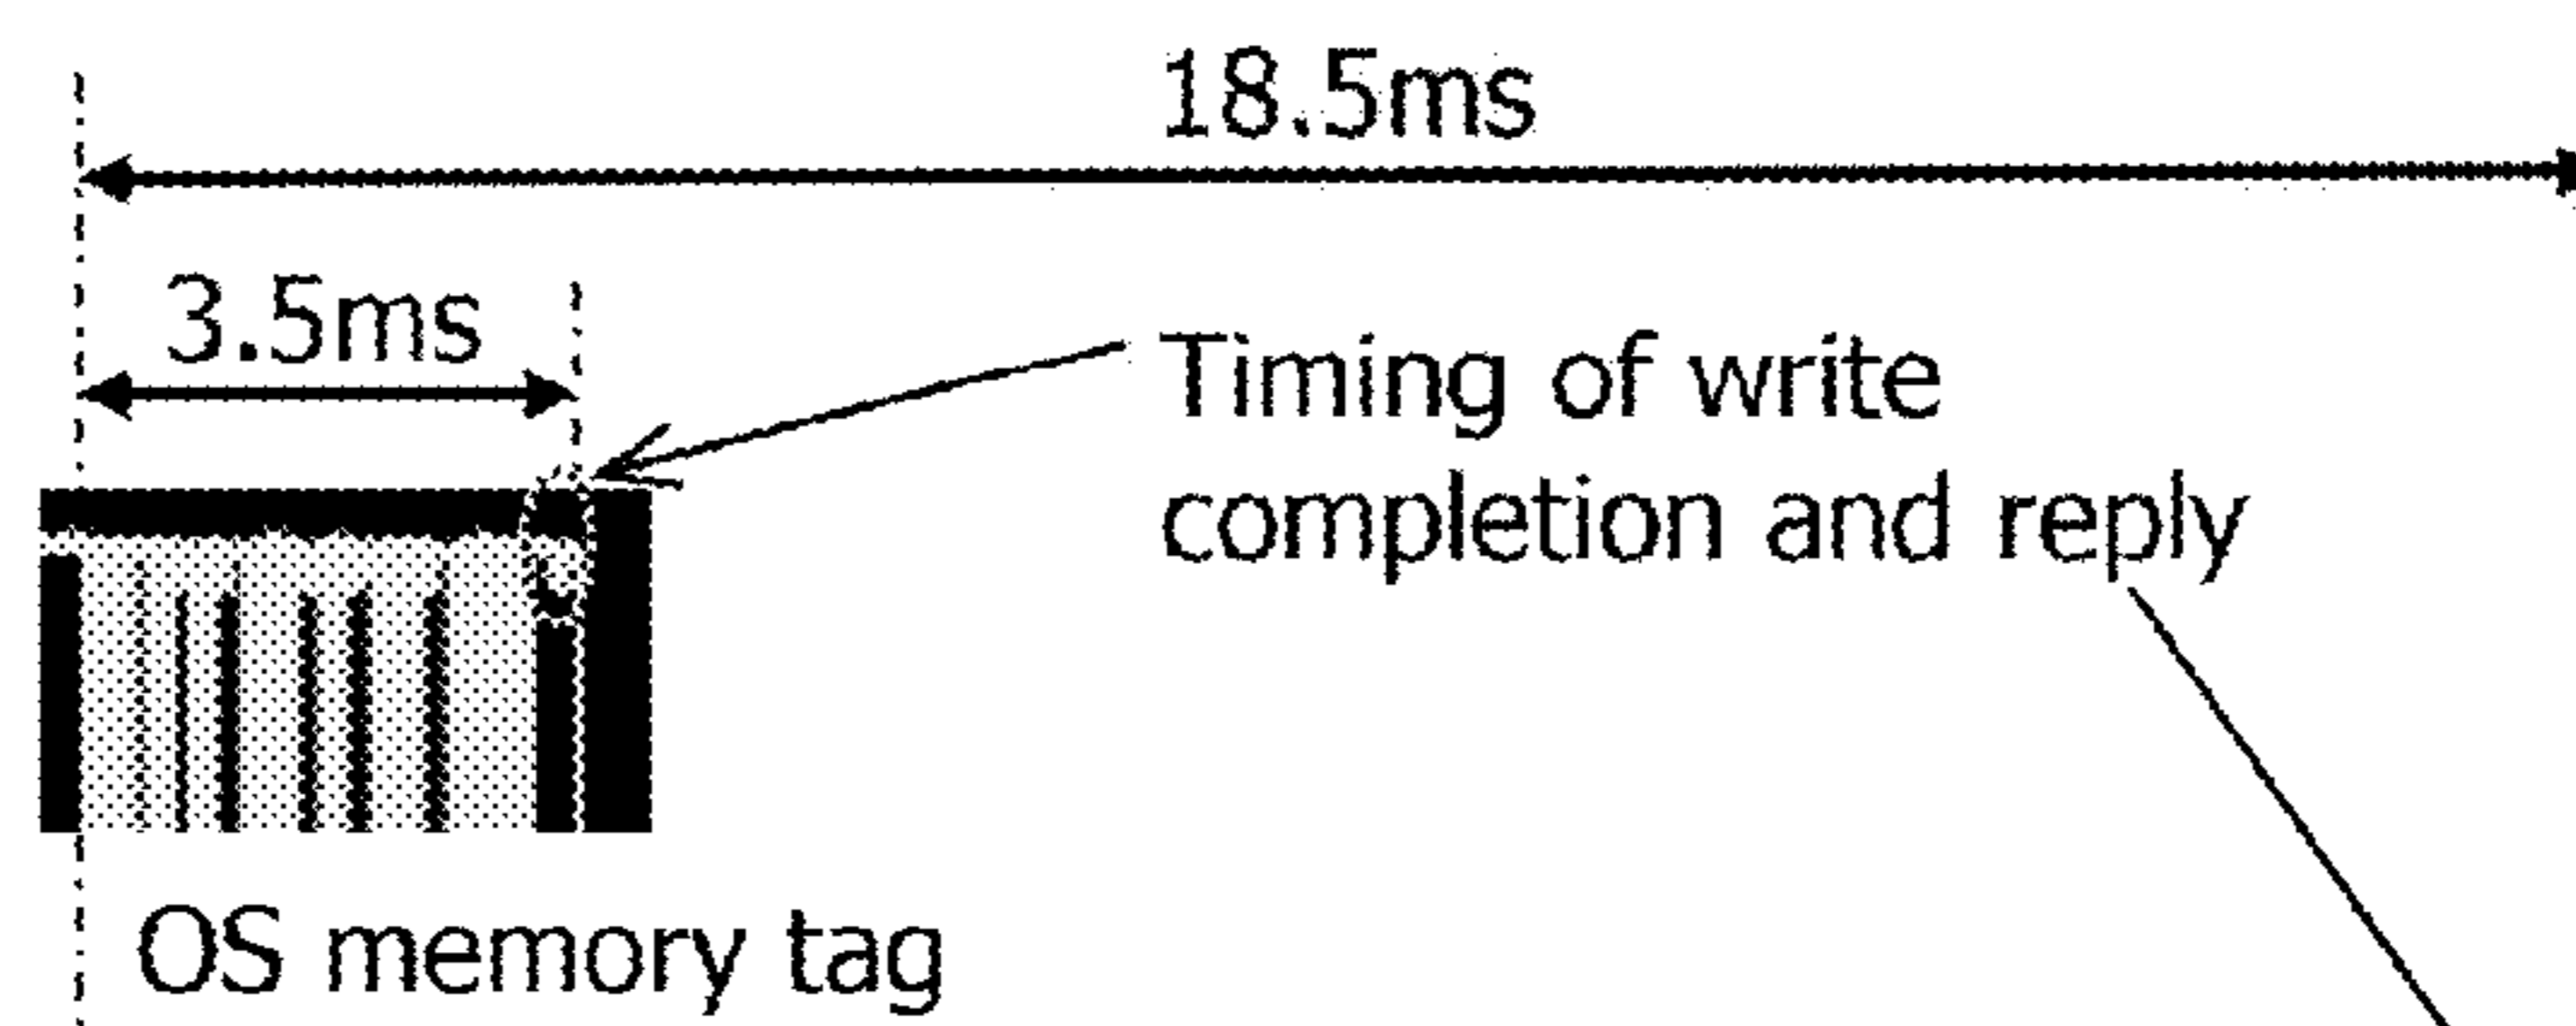 18.5ms
3.5ms
Timing of write
completion and reply
OS memory tag